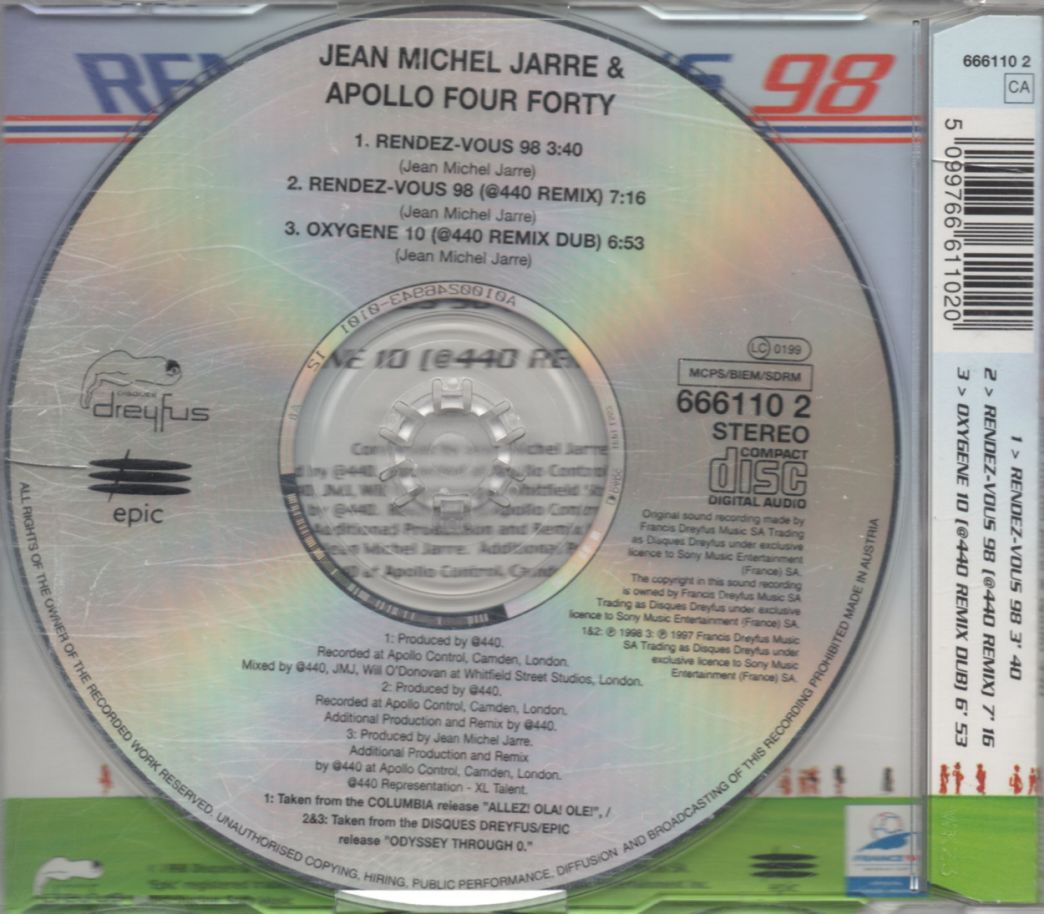 JEAN MICHEL JARRE &
APOLLO FOUR FORTY
1. RENDEZ-VOUS 98 3:40
(Jean Michel Jarre)
2. RENDEZ-VOUS 98 (@440 REMIX) 7:16
(Jean Michel Jarre)
3. OXYGENE 10 (@440 REMIX DUB) 6:53
(Jean Michel Jarre)
98
A0100246943-0101 12
NE 10 (@440 RE
DISQUES
dreyfus
epic
LC 0199
MCPS/BIEM/SDRM
666110 2
STEREO
COMPACT
disc
DIGITAL AUDIO
Original sound recording made by
Francis Dreyfus Music SA Trading
as Disques Dreyfus under exclusive
licence to Sony Music Entertainment
(France) SA.
The copyright in this sound recording
is owned by Francis Dreyfus Music SA
Trading as Disques Dreyfus under exclusive
licence to Sony Music Entertainment (France) SA.
1&2: ℗ 1998 3: ℗ 1997 Francis Dreyfus Music
SA Trading as Disques Dreyfus under
exclusive licence to Sony Music
Entertainment (France) SA.
1: Produced by @440.
Recorded at Apollo Control, Camden, London.
Mixed by @440, JMJ, Will O'Donovan at Whitfield Street Studios, London.
2: Produced by @440.
Recorded at Apollo Control, Camden, London.
Additional Production and Remix by @440.
3: Produced by Jean Michel Jarre.
Additional Production and Remix
by @440 at Apollo Control, Camden, London.
@440 Representation - XL Talent.
1: Taken from the COLUMBIA release "ALLEZ! OLA! OLE!", /
2&3: Taken from the DISQUES DREYFUS/EPIC
release "ODYSSEY THROUGH O."
ALL RIGHTS OF THE OWNER OF THE RECORDED WORK RESERVED. UNAUTHORISED COPYING, HIRING, PUBLIC PERFORMANCE, DIFFUSION AND BROADCASTING OF THIS RECORDING PROHIBITED MADE IN AUSTRIA
epic
FRANCE 98
666110 2
CA
5 099766 611020
1 > RENDEZ-VOUS 98 3' 40
2 > RENDEZ-VOUS 98 (@440 REMIX) 7' 16
3 > OXYGENE 10 (@440 REMIX DUB) 6' 53